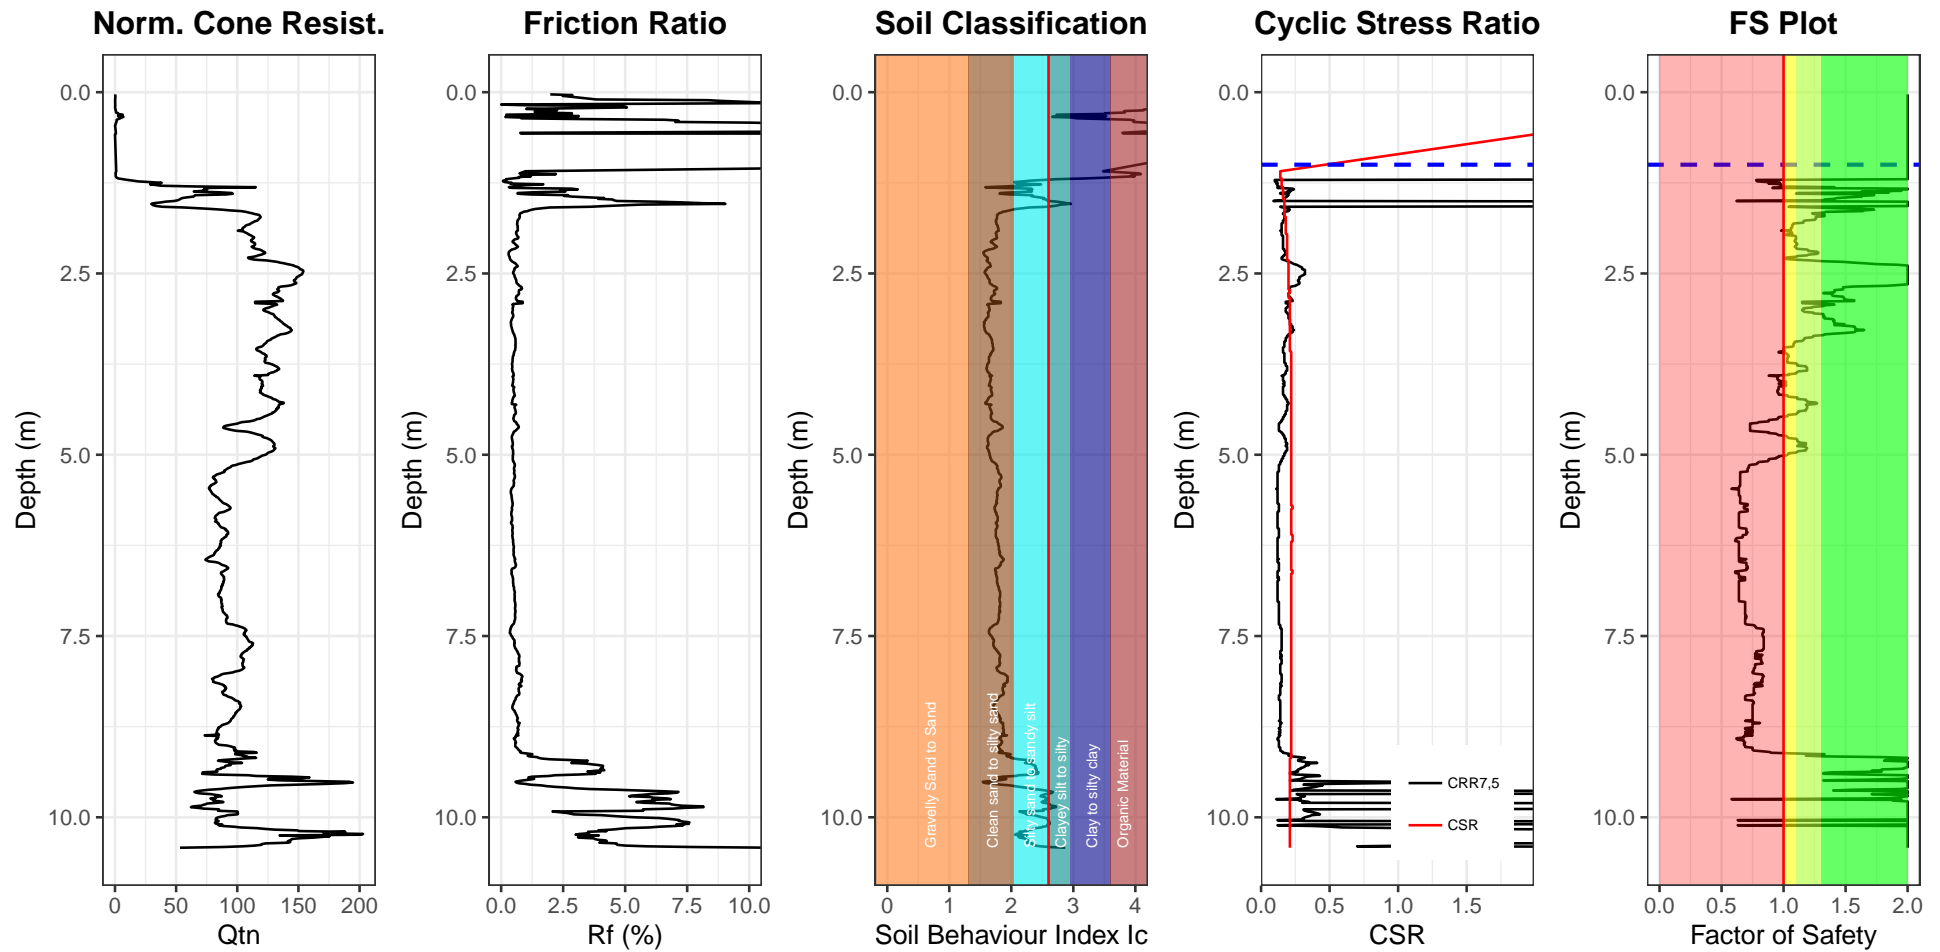 Norm. Cone Resist.
Friction Ratio
Soil Classification
Cyclic Stress Ratio
FS Plot
Depth (m)
0.0
2.5
5.0
7.5
10.0
0 50 100 150 200
Qtn
Depth (m)
0.0
2.5
5.0
7.5
10.0
0.0 2.5 5.0 7.5 10.0
Rf (%)
Depth (m)
0.0
2.5
5.0
7.5
10.0
Gravelly Sand to Sand
Clean sand to silty sand
Silty sand to sandy silt
Clayey silt to silty
Clay to silty clay
Organic Material
0 1 2 3 4
Soil Behaviour Index Ic
Depth (m)
0.0
2.5
5.0
7.5
10.0
CRR7,5
CSR
0.0 0.5 1.0 1.5
CSR
Depth (m)
0.0
2.5
5.0
7.5
10.0
0.0 0.5 1.0 1.5 2.0
Factor of Safety